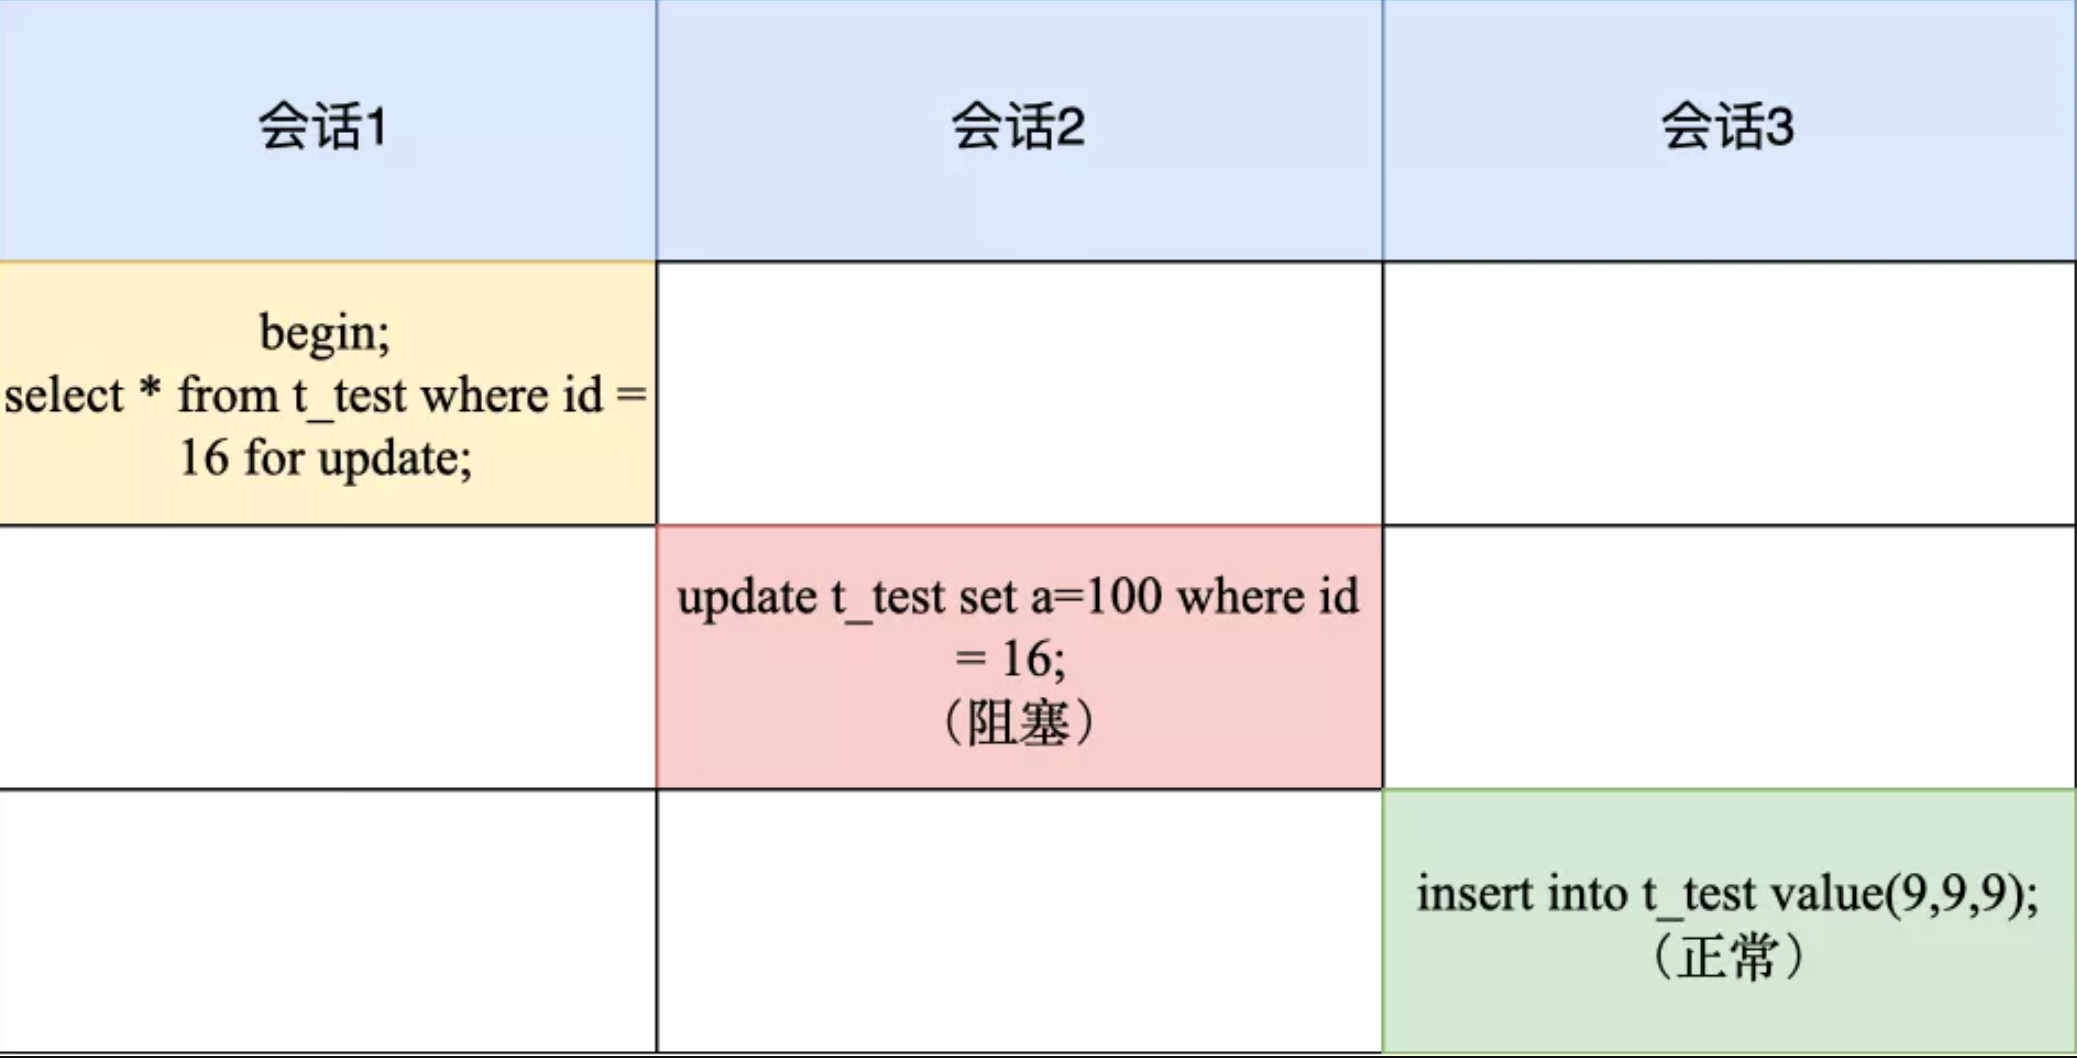 会话1
会话2
会话3
begin;
select * from t_test where id =
16 for update;
update t_test set a=100 where id
= 16;
（阻塞）
insert into t_test value(9,9,9);
（正常）